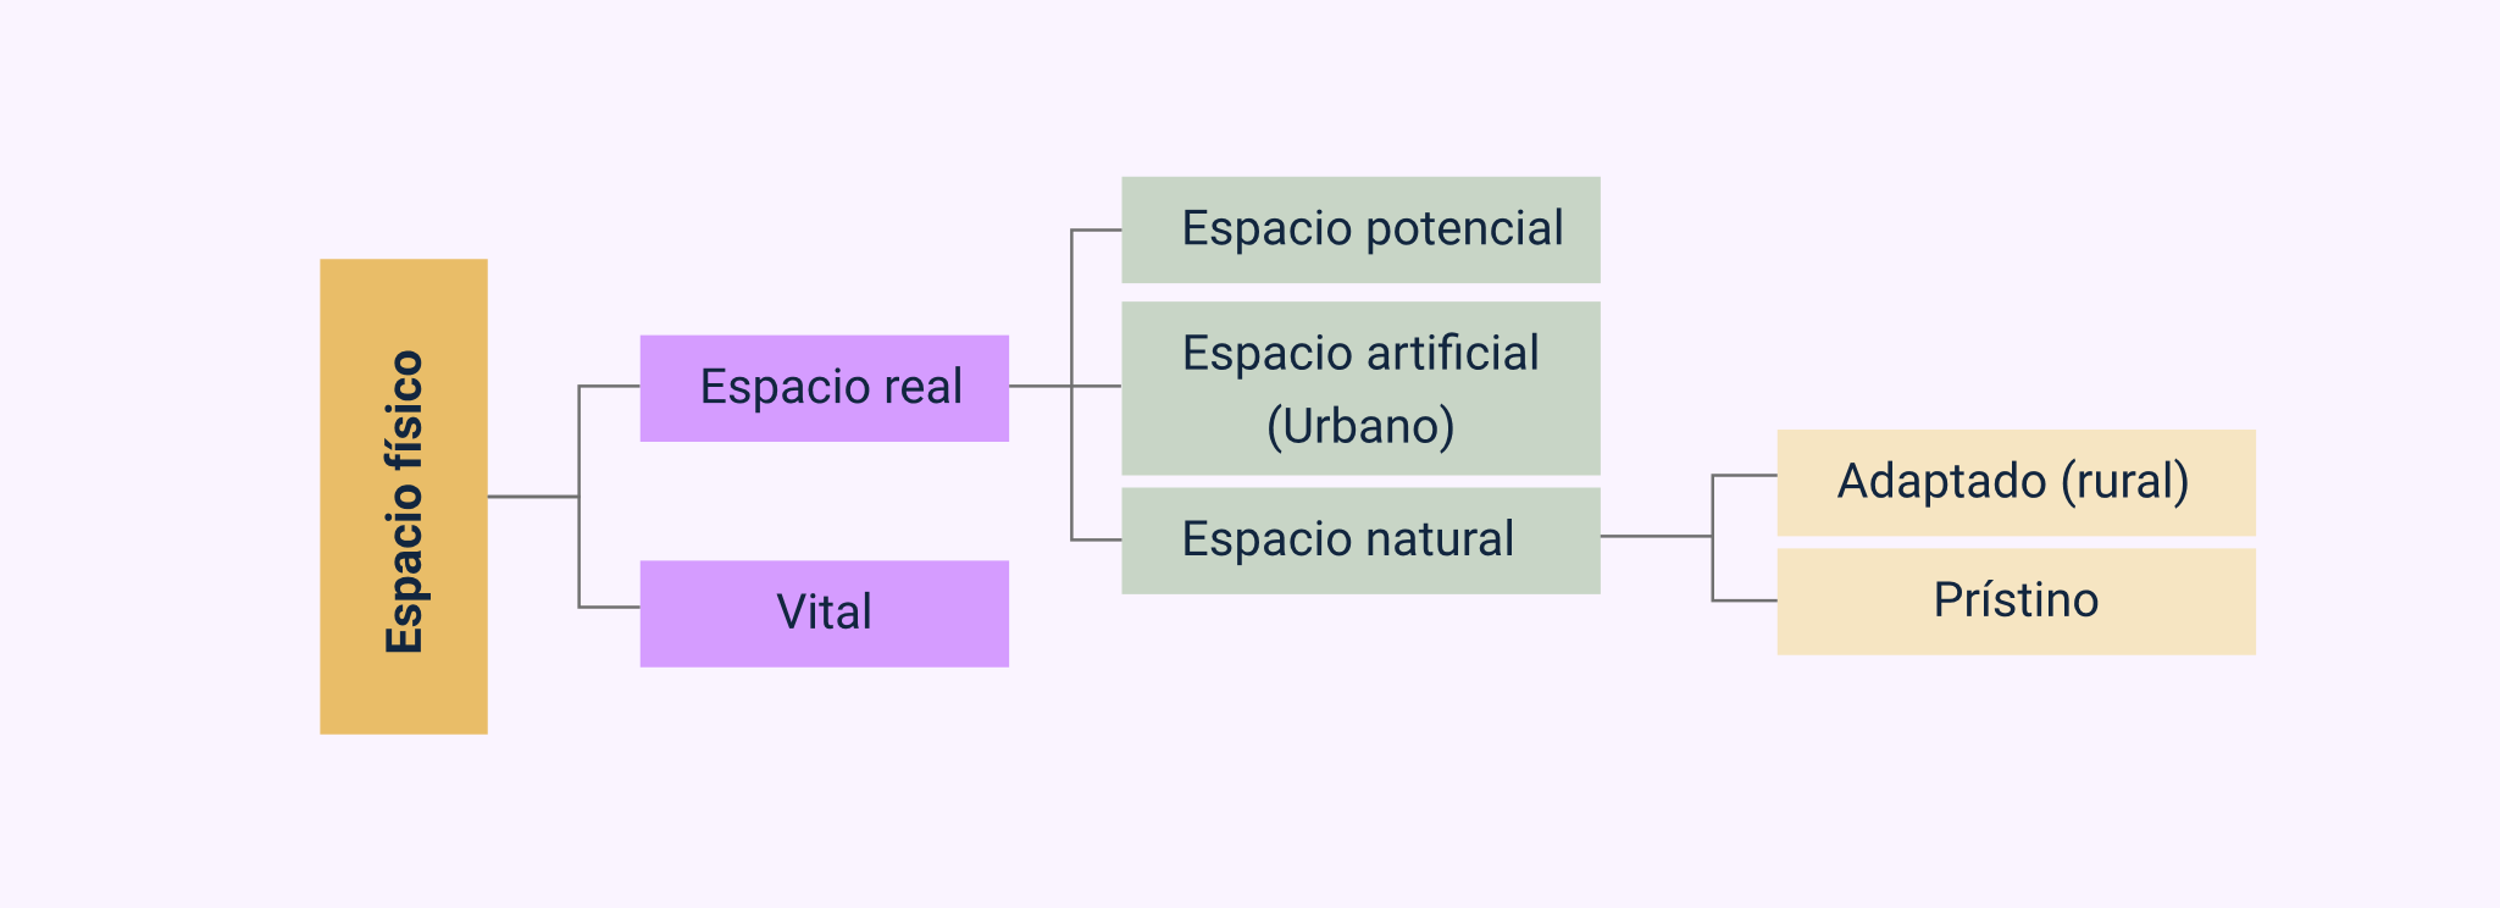 Espacio físico
Espacio real
Vital
Espacio potencial
Espacio artificial
(Urbano)
Espacio natural
Adaptado (rural)
Prístino